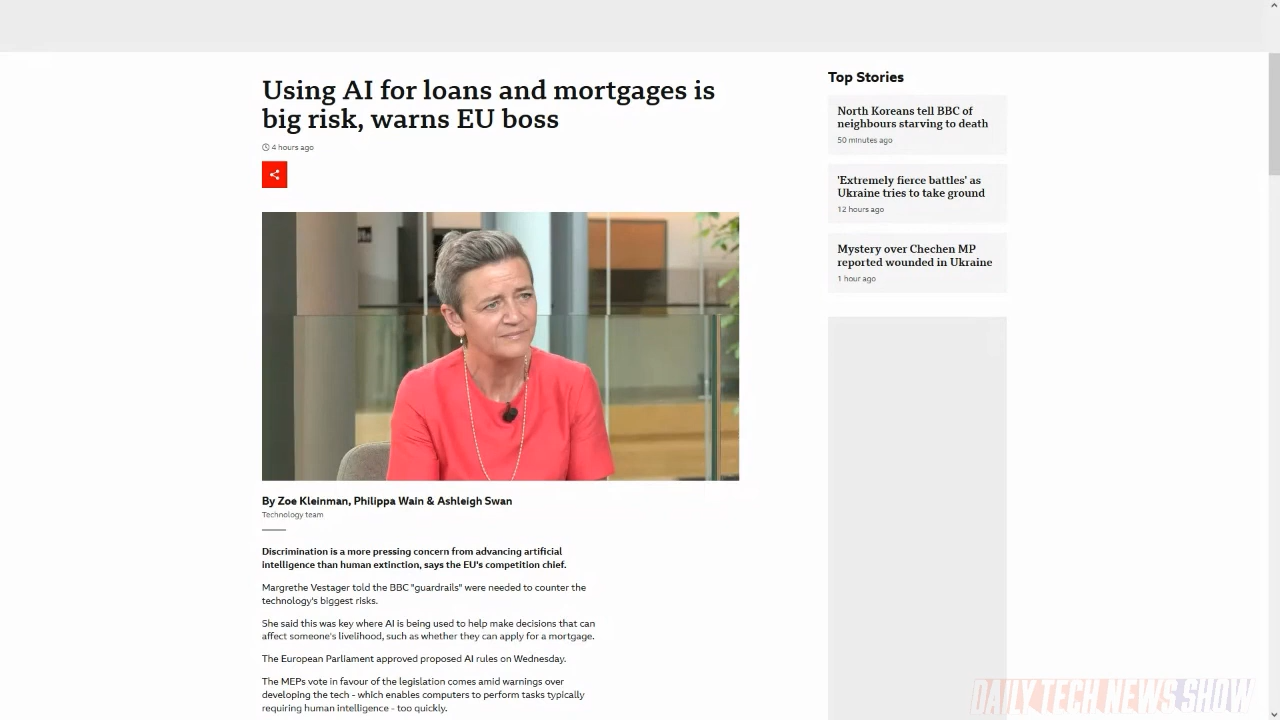 Using AI for loans and mortgages is
big risk, warns EU boss
4 hours ago
By Zoe Kleinman, Philippa Wain & Ashleigh Swan
Technology team
Discrimination is a more pressing concern from advancing artificial
intelligence than human extinction, says the EU's competition chief.
Margrethe Vestager told the BBC "guardrails" were needed to counter the
technology's biggest risks.
She said this was key where AI is being used to help make decisions that can
affect someone's livelihood, such as whether they can apply for a mortgage.
The European Parliament approved proposed AI rules on Wednesday.
The MEPs vote in favour of the legislation comes amid warnings over
developing the tech - which enables computers to perform tasks typically
requiring human intelligence - too quickly.
Top Stories
North Koreans tell BBC of
neighbours starving to death
50 minutes ago
'Extremely fierce battles' as
Ukraine tries to take ground
12 hours ago
Mystery over Chechen MP
reported wounded in Ukraine
1 hour ago
DAILY TECH NEWS SHOW